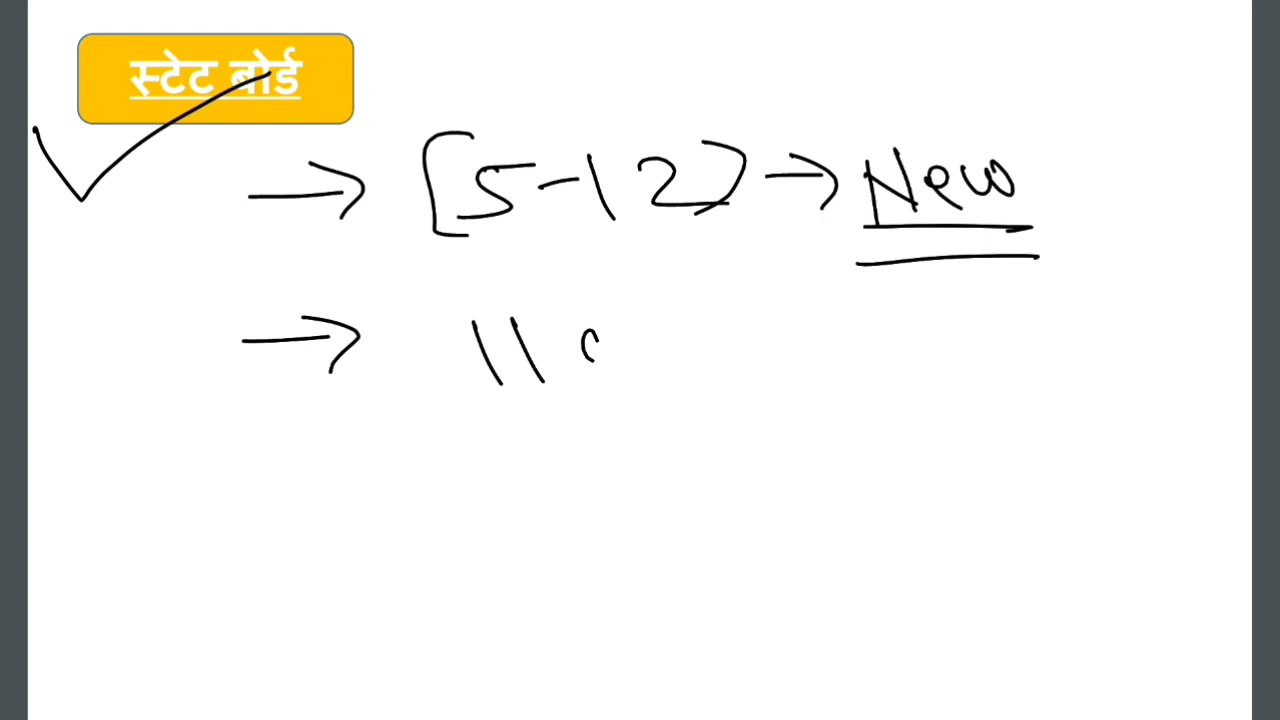 स्टेट बोर्ड
→ [5-12) → New
→ 11